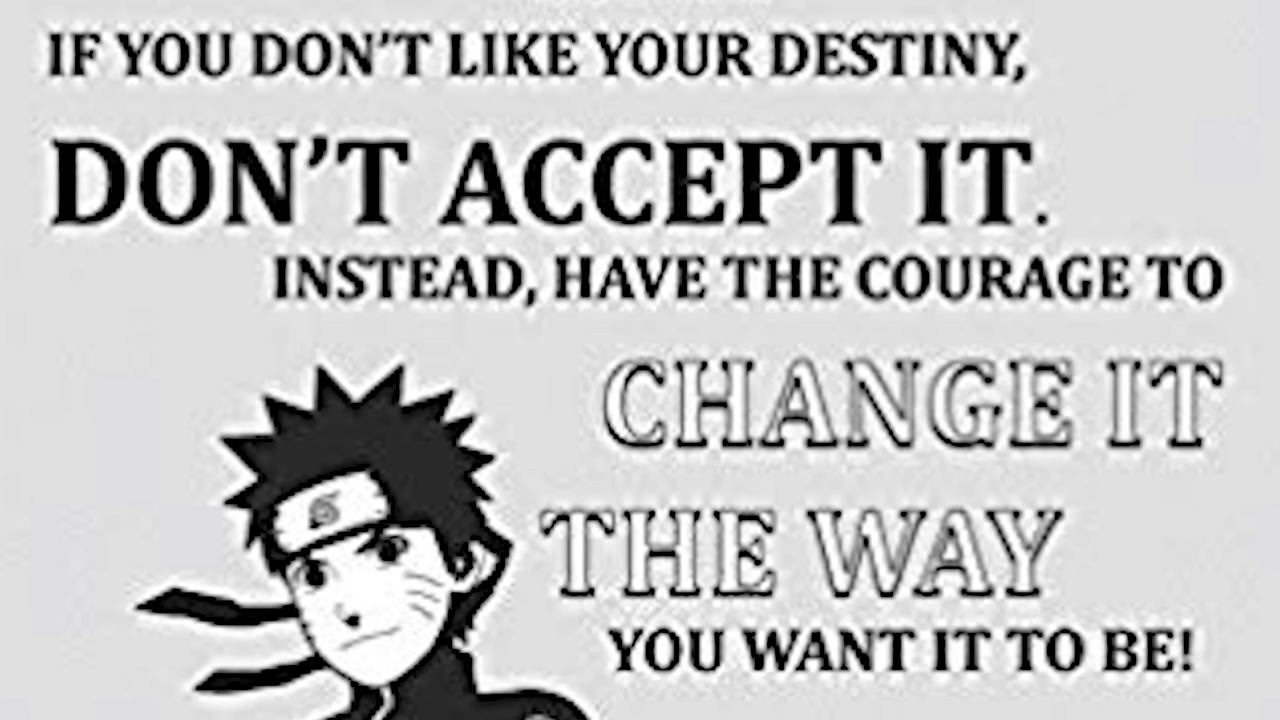 IF YOU DON'T LIKE YOUR DESTINY,
DON'T ACCEPT IT.
INSTEAD, HAVE THE COURAGE TO
CHANGE IT
THE WAY
YOU WANT IT TO BE!